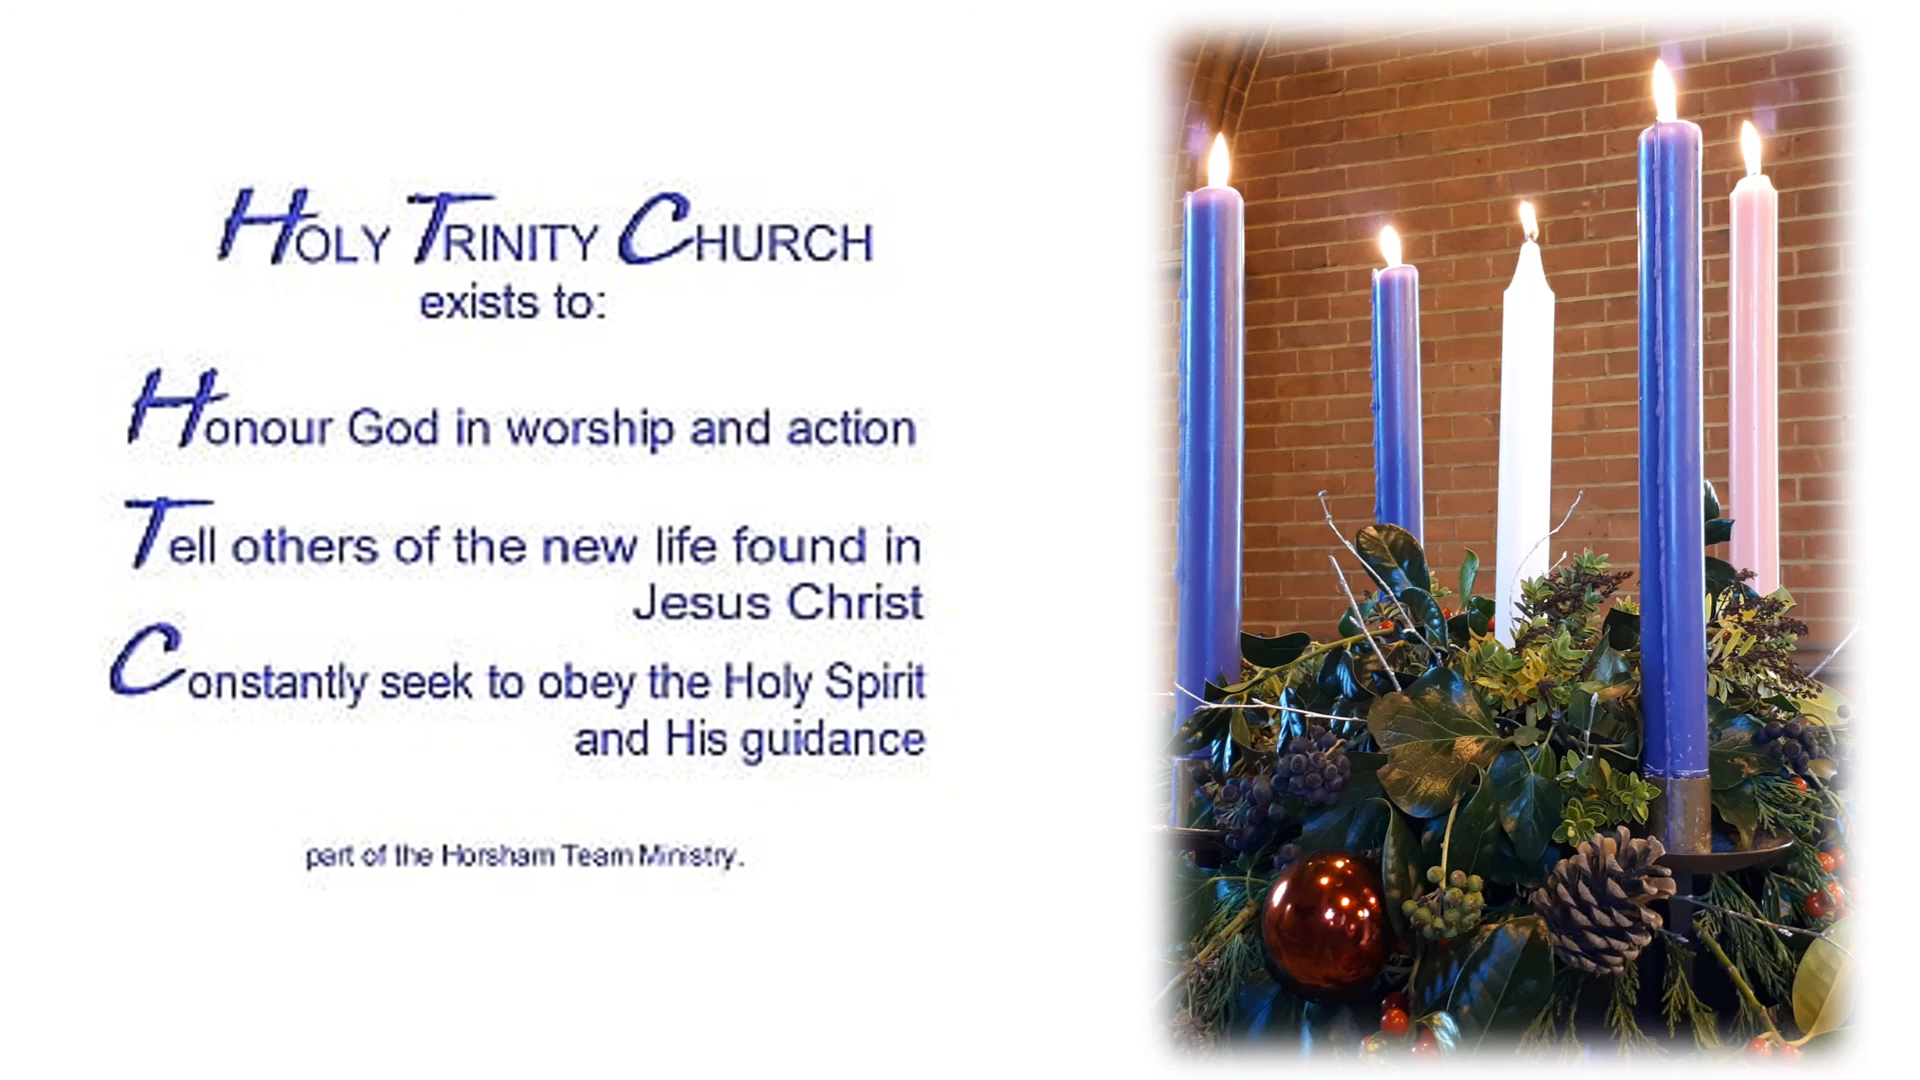 HOLY TRINITY CHURCH
exists to:
Honour God in worship and action
Tell others of the new life found in
Jesus Christ
Constantly seek to obey the Holy Spirit
and His guidance
part of the Horsham Team Ministry.